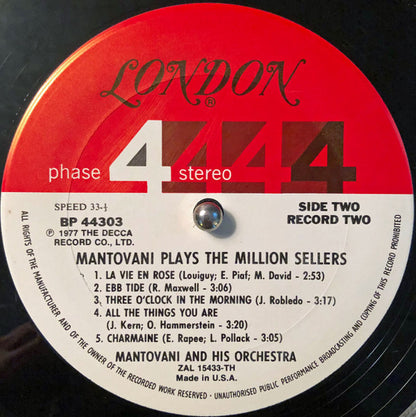 LONDON
®
phase 4444 stereo
SPEED 33-⅓
BP 44303
Ⓟ 1977 THE DECCA
RECORD CO., LTD.
SIDE TWO
RECORD TWO
MANTOVANI PLAYS THE MILLION SELLERS
1. LA VIE EN ROSE (Louiguy; E. Piaf; M. David - 2:53
2. EBB TIDE (R. Maxwell - 3:06)
3. THREE O'CLOCK IN THE MORNING (J. Robledo - 3:17)
4. ALL THE THINGS YOU ARE
(J. Kern; O. Hammerstein - 3:20)
5. CHARMAINE (E. Rapee; L. Pollack - 3:05)
MANTOVANI AND HIS ORCHESTRA
ZAL 15433-TH
Made in U.S.A.
ALL RIGHTS OF THE MANUFACTURER AND OF THE OWNER OF THE RECORDED WORK RESERVED - UNAUTHORISED PUBLIC PERFORMANCE BROADCASTING AND COPYING OF THIS RECORD PROHIBITED